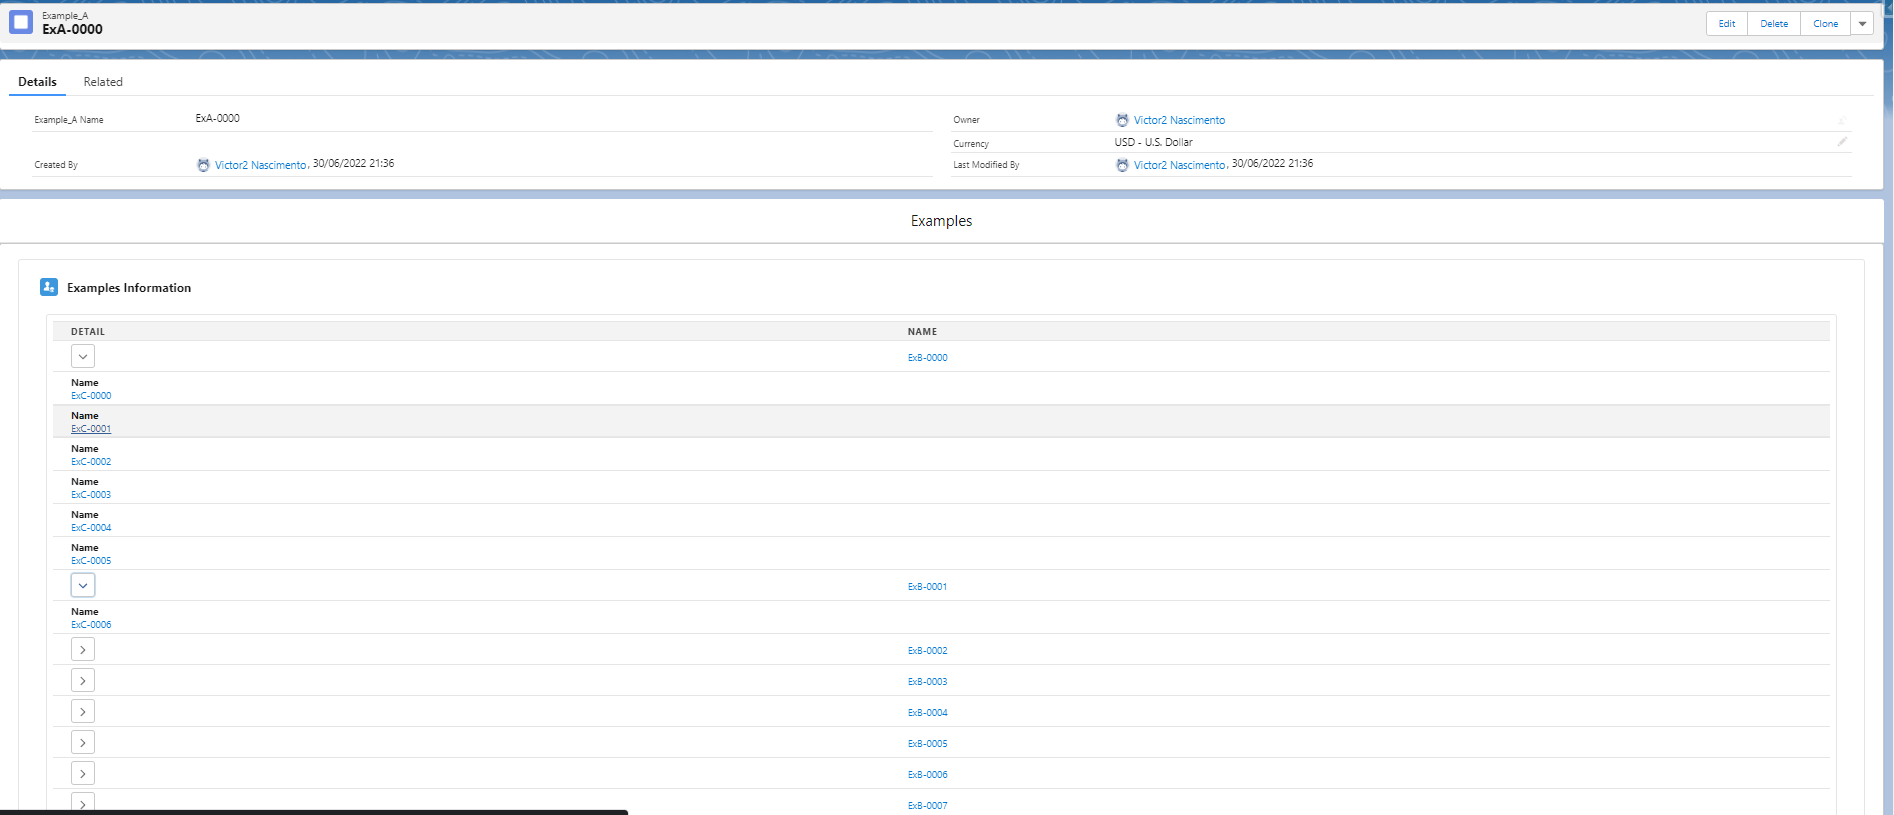 Example_A
ExA-0000
Edit Delete Clone
Details Related
Example_A Name ExA-0000 Owner Victor2 Nascimento
Currency USD - U.S. Dollar
Created By Victor2 Nascimento, 30/06/2022 21:36 Last Modified By Victor2 Nascimento, 30/06/2022 21:36
Examples
Examples Information
DETAIL NAME
ExB-0000
Name
ExC-0000
Name
ExC-0001
Name
ExC-0002
Name
ExC-0003
Name
ExC-0004
Name
ExC-0005
ExB-0001
Name
ExC-0006
ExB-0002
ExB-0003
ExB-0004
ExB-0005
ExB-0006
ExB-0007